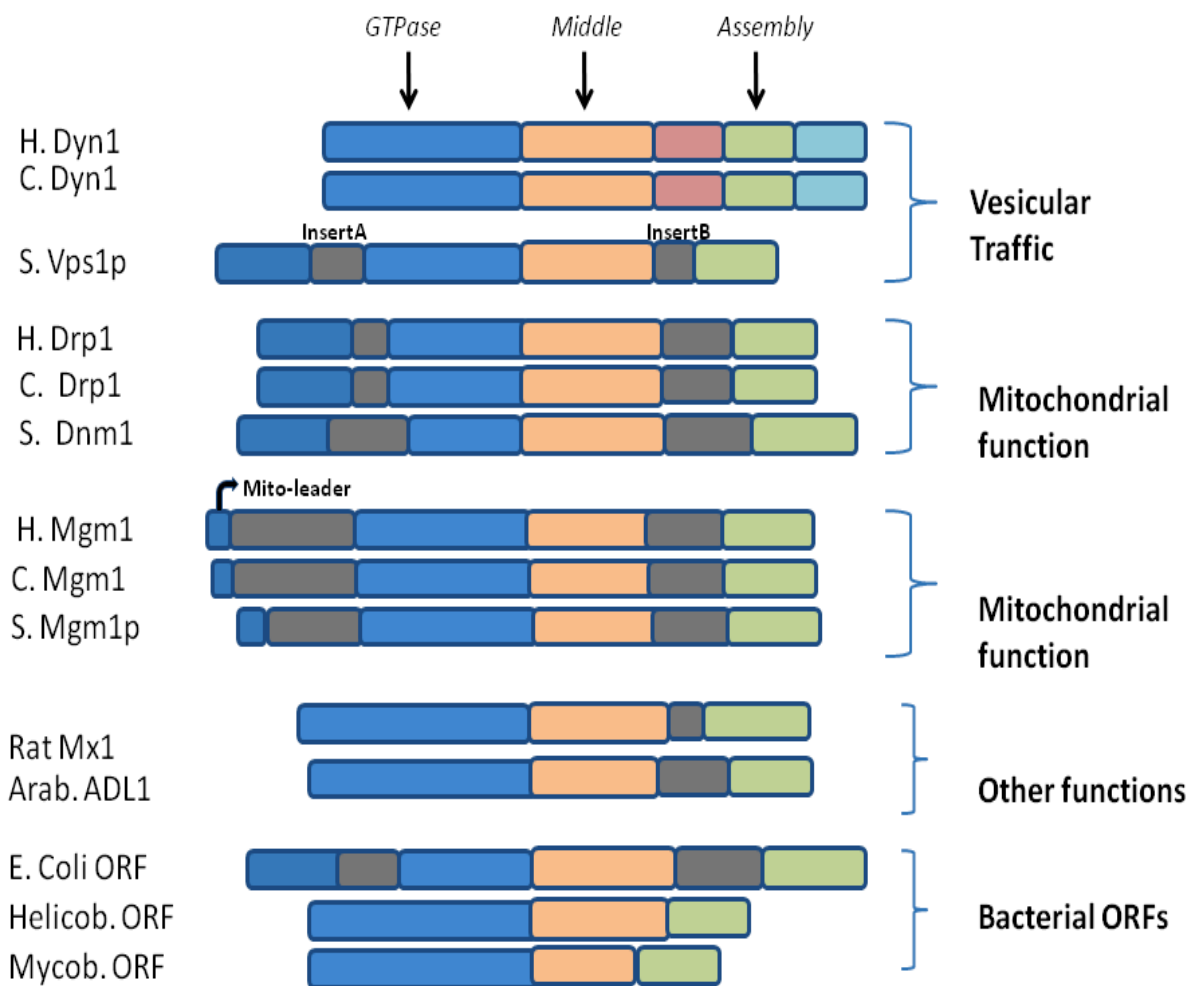 GTPase Middle Assembly
H. Dyn1
C. Dyn1
Vesicular
Traffic
InsertA InsertB
S. Vps1p
H. Drp1
C. Drp1
S. Dnm1
Mitochondrial
function
Mito-leader
H. Mgm1
C. Mgm1
S. Mgm1p
Mitochondrial
function
Rat Mx1
Arab. ADL1
Other functions
E. Coli ORF
Helicob. ORF
Mycob. ORF
Bacterial ORFs